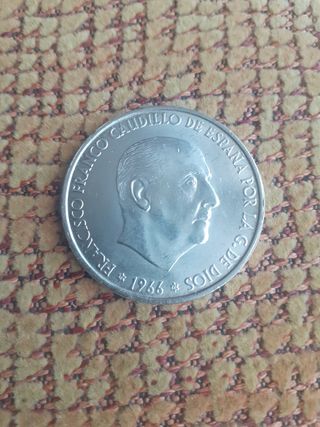 FRANCISCO FRANCO CAUDILLO DE ESPAÑA POR LA G. DE DIOS
* 1966 *